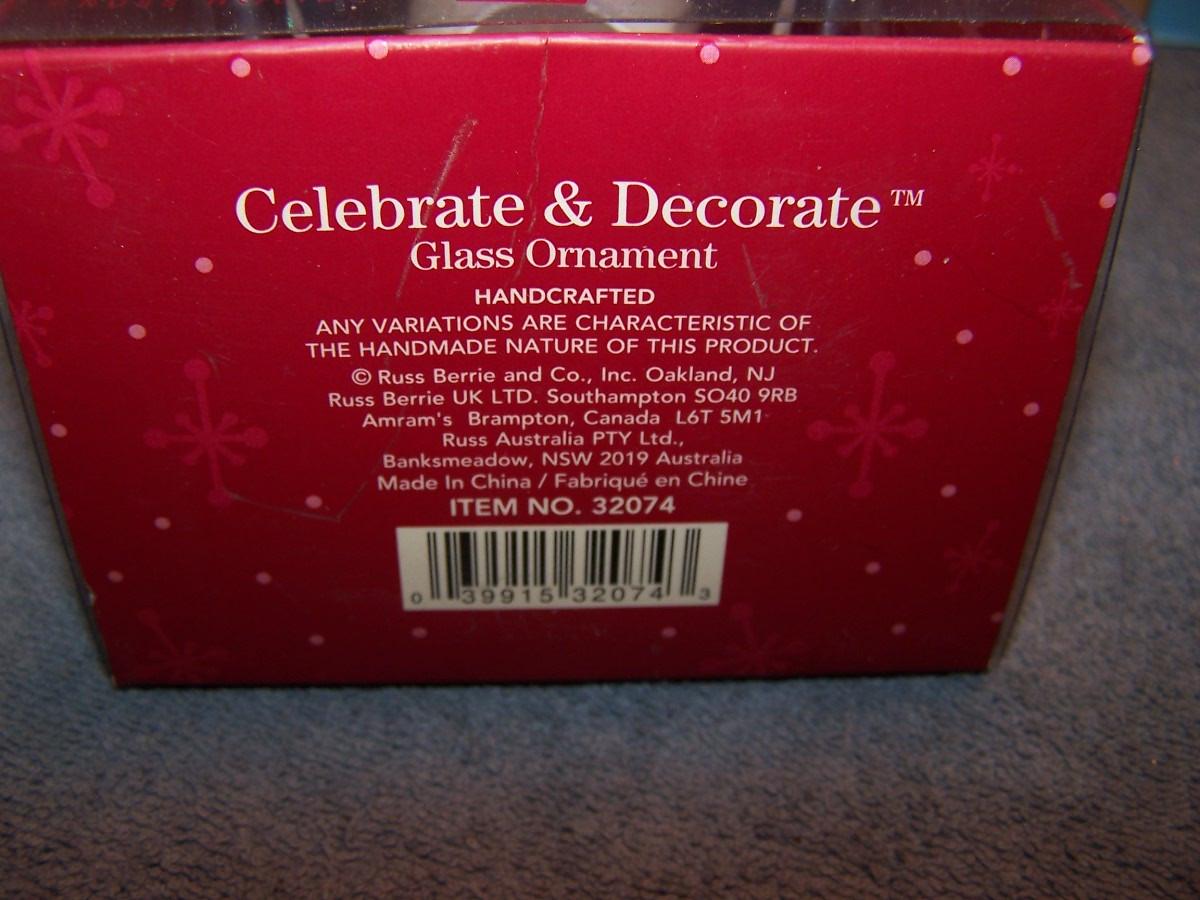 Celebrate & Decorate™
Glass Ornament
HANDCRAFTED
ANY VARIATIONS ARE CHARACTERISTIC OF
THE HANDMADE NATURE OF THIS PRODUCT.
© Russ Berrie and Co., Inc. Oakland, NJ
Russ Berrie UK LTD. Southampton SO40 9RB
Amram's Brampton, Canada L6T 5M1
Russ Australia PTY Ltd.,
Banksmeadow, NSW 2019 Australia
Made In China / Fabriqué en Chine
ITEM NO. 32074
0 39915 32074 3